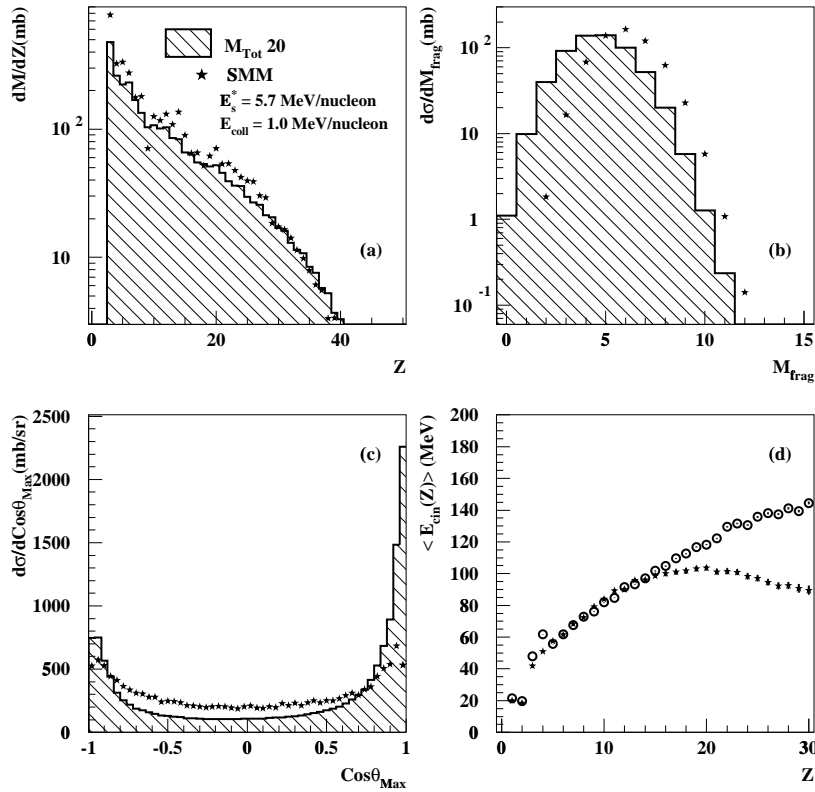 dM/dZ(mb)
10²
10
0
20
40
Z
M_Tot 20
SMM
E*_s = 5.7 MeV/nucleon
E_coll = 1.0 MeV/nucleon
(a)
dσ/dM_frag(mb)
10²
10
1
10⁻¹
0
5
10
15
M_frag
(b)
dσ/dCosθ_Max(mb/sr)
2500
2000
1500
1000
500
0
-1
-0.5
0
0.5
1
Cosθ_Max
(c)
< E_cin(Z) > (MeV)
200
180
160
140
120
100
80
60
40
20
0
0
10
20
30
Z
(d)